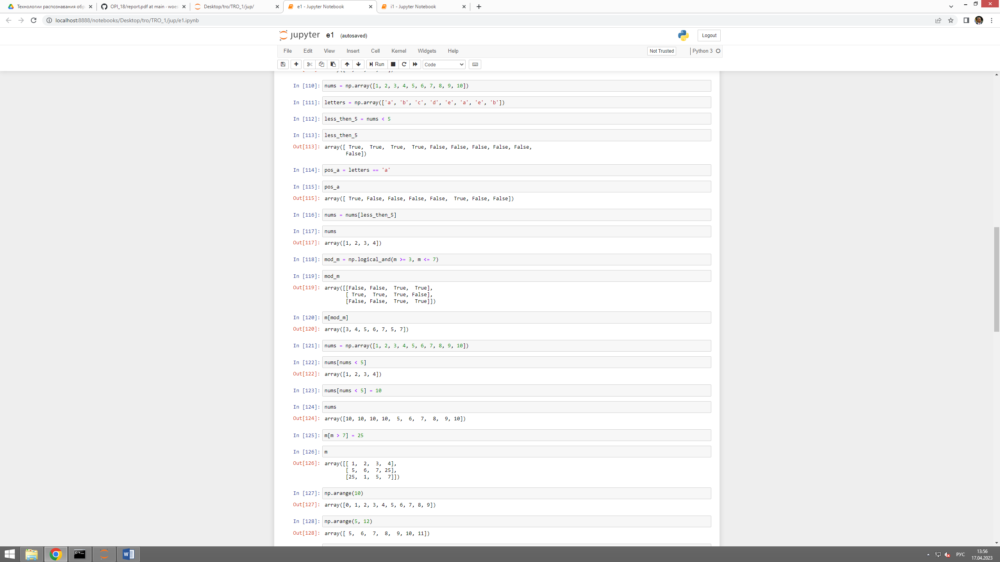 Технологии распознавания обр
OPI_18/report.pdf at main · woes
Desktop/tro/TRO_1/jup/
e1 - Jupyter Notebook
i1 - Jupyter Notebook
localhost:8888/notebooks/Desktop/tro/TRO_1/jup/e1.ipynb
jupyter e1 (autosaved)
Logout
File Edit View Insert Cell Kernel Widgets Help
Not Trusted
Python 3
Run
Code
In [110]: nums = np.array([1, 2, 3, 4, 5, 6, 7, 8, 9, 10])
In [111]: letters = np.array(['a', 'b', 'c', 'd', 'e', 'a', 'e', 'b'])
In [112]: less_then_5 = nums < 5
In [113]: less_then_5
Out[113]: array([ True,  True,  True,  True, False, False, False, False, False,
False])
In [114]: pos_a = letters == 'a'
In [115]: pos_a
Out[115]: array([ True, False, False, False, False,  True, False, False])
In [116]: nums = nums[less_then_5]
In [117]: nums
Out[117]: array([1, 2, 3, 4])
In [118]: mod_m = np.logical_and(m >= 3, m <= 7)
In [119]: mod_m
Out[119]: array([[False, False,  True,  True],
[ True,  True,  True, False],
[False, False,  True,  True]])
In [120]: m[mod_m]
Out[120]: array([3, 4, 5, 6, 7, 5, 7])
In [121]: nums = np.array([1, 2, 3, 4, 5, 6, 7, 8, 9, 10])
In [122]: nums[nums < 5]
Out[122]: array([1, 2, 3, 4])
In [123]: nums[nums < 5] = 10
In [124]: nums
Out[124]: array([10, 10, 10, 10,  5,  6,  7,  8,  9, 10])
In [125]: m[m > 7] = 25
In [126]: m
Out[126]: array([[ 1,  2,  3,  4],
[ 5,  6,  7, 25],
[25,  1,  5,  7]])
In [127]: np.arange(10)
Out[127]: array([0, 1, 2, 3, 4, 5, 6, 7, 8, 9])
In [128]: np.arange(5, 12)
Out[128]: array([ 5,  6,  7,  8,  9, 10, 11])
РУС
13:56
17.04.2023